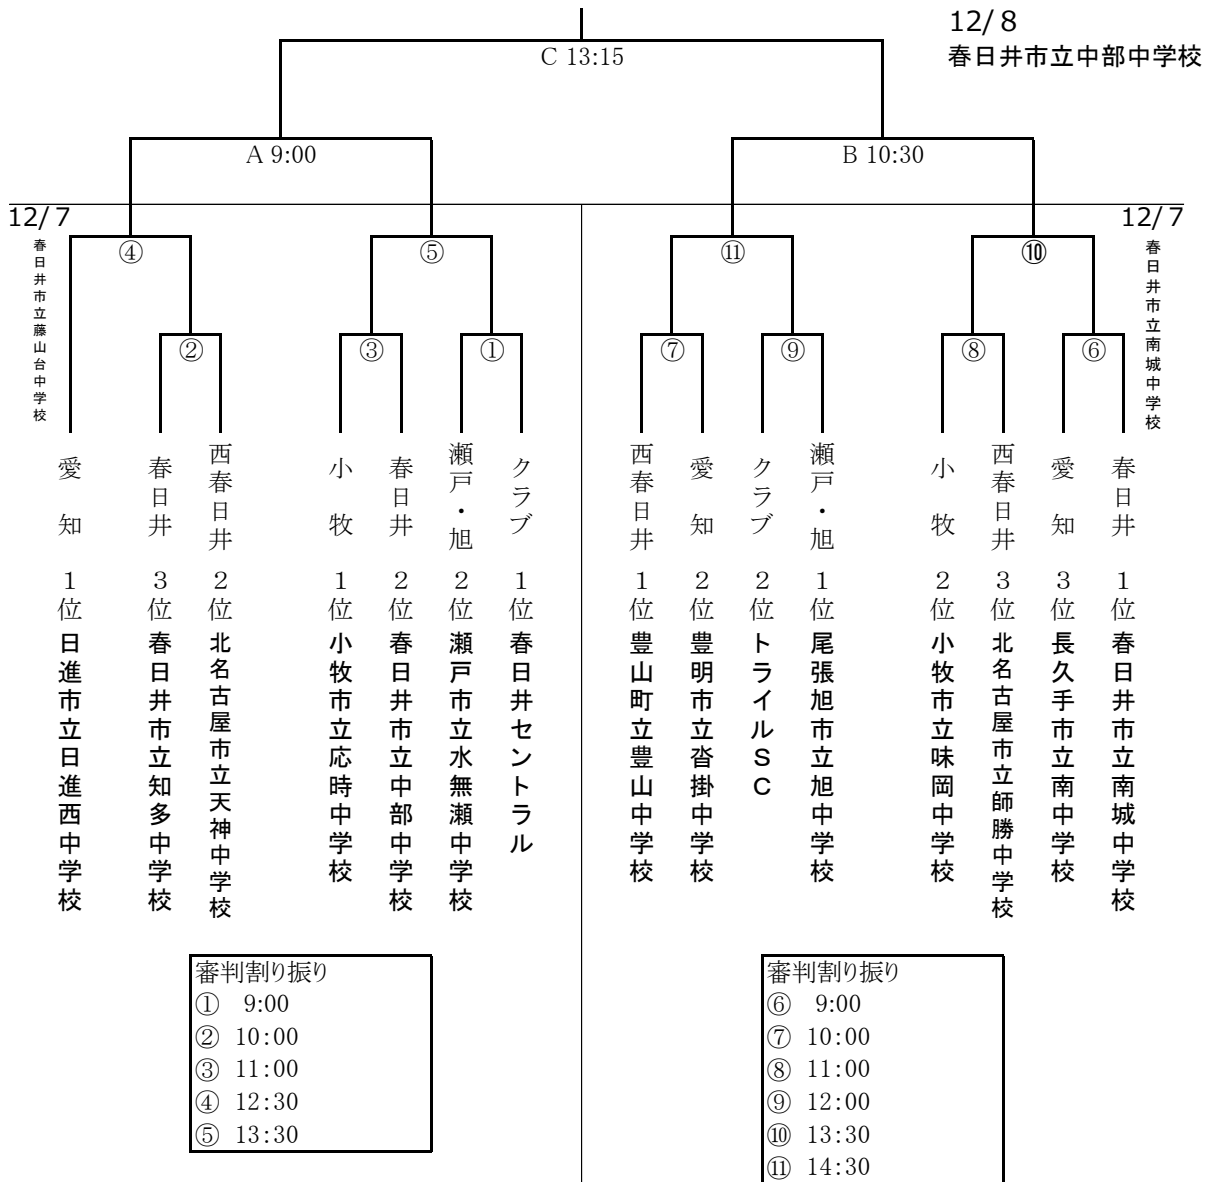 12/8
春日井市立中部中学校
C 13:15
A 9:00
B 10:30
12/7
春日井市立藤山台中学校
12/7
春日井市立南城中学校
④
⑤
⑪
⑩
②
③
①
⑦
⑨
⑧
⑥
愛知 1位 日進市立日進西中学校
春日井 3位 春日井市立知多中学校
西春日井 2位 北名古屋市立天神中学校
小牧 1位 小牧市立応時中学校
春日井 2位 春日井市立中部中学校
瀬戸・旭 2位 瀬戸市立水無瀬中学校
クラブ 1位 春日井セントラル
西春日井 1位 豊山町立豊山中学校
愛知 2位 豊明市立沓掛中学校
クラブ 2位 トライルSC
瀬戸・旭 1位 尾張旭市立旭中学校
小牧 2位 小牧市立味岡中学校
西春日井 3位 北名古屋市立師勝中学校
愛知 3位 長久手市立南中学校
春日井 1位 春日井市立南城中学校
審判割り振り
① 9:00
② 10:00
③ 11:00
④ 12:30
⑤ 13:30
審判割り振り
⑥ 9:00
⑦ 10:00
⑧ 11:00
⑨ 12:00
⑩ 13:30
⑪ 14:30